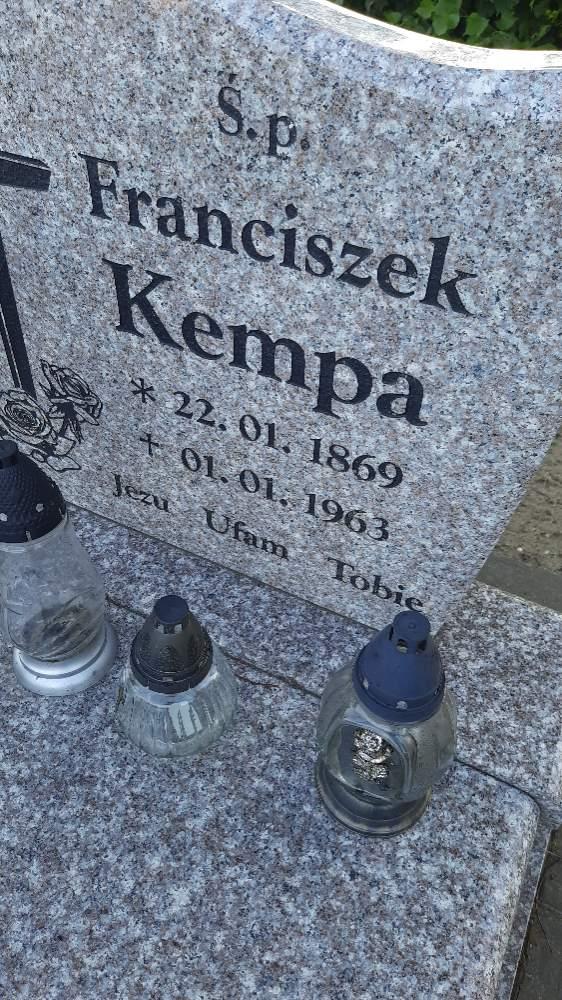 Ś.p.
Franciszek
Kempa
* 22. 01. 1869
† 01. 01. 1963
Jezu Ufam Tobie